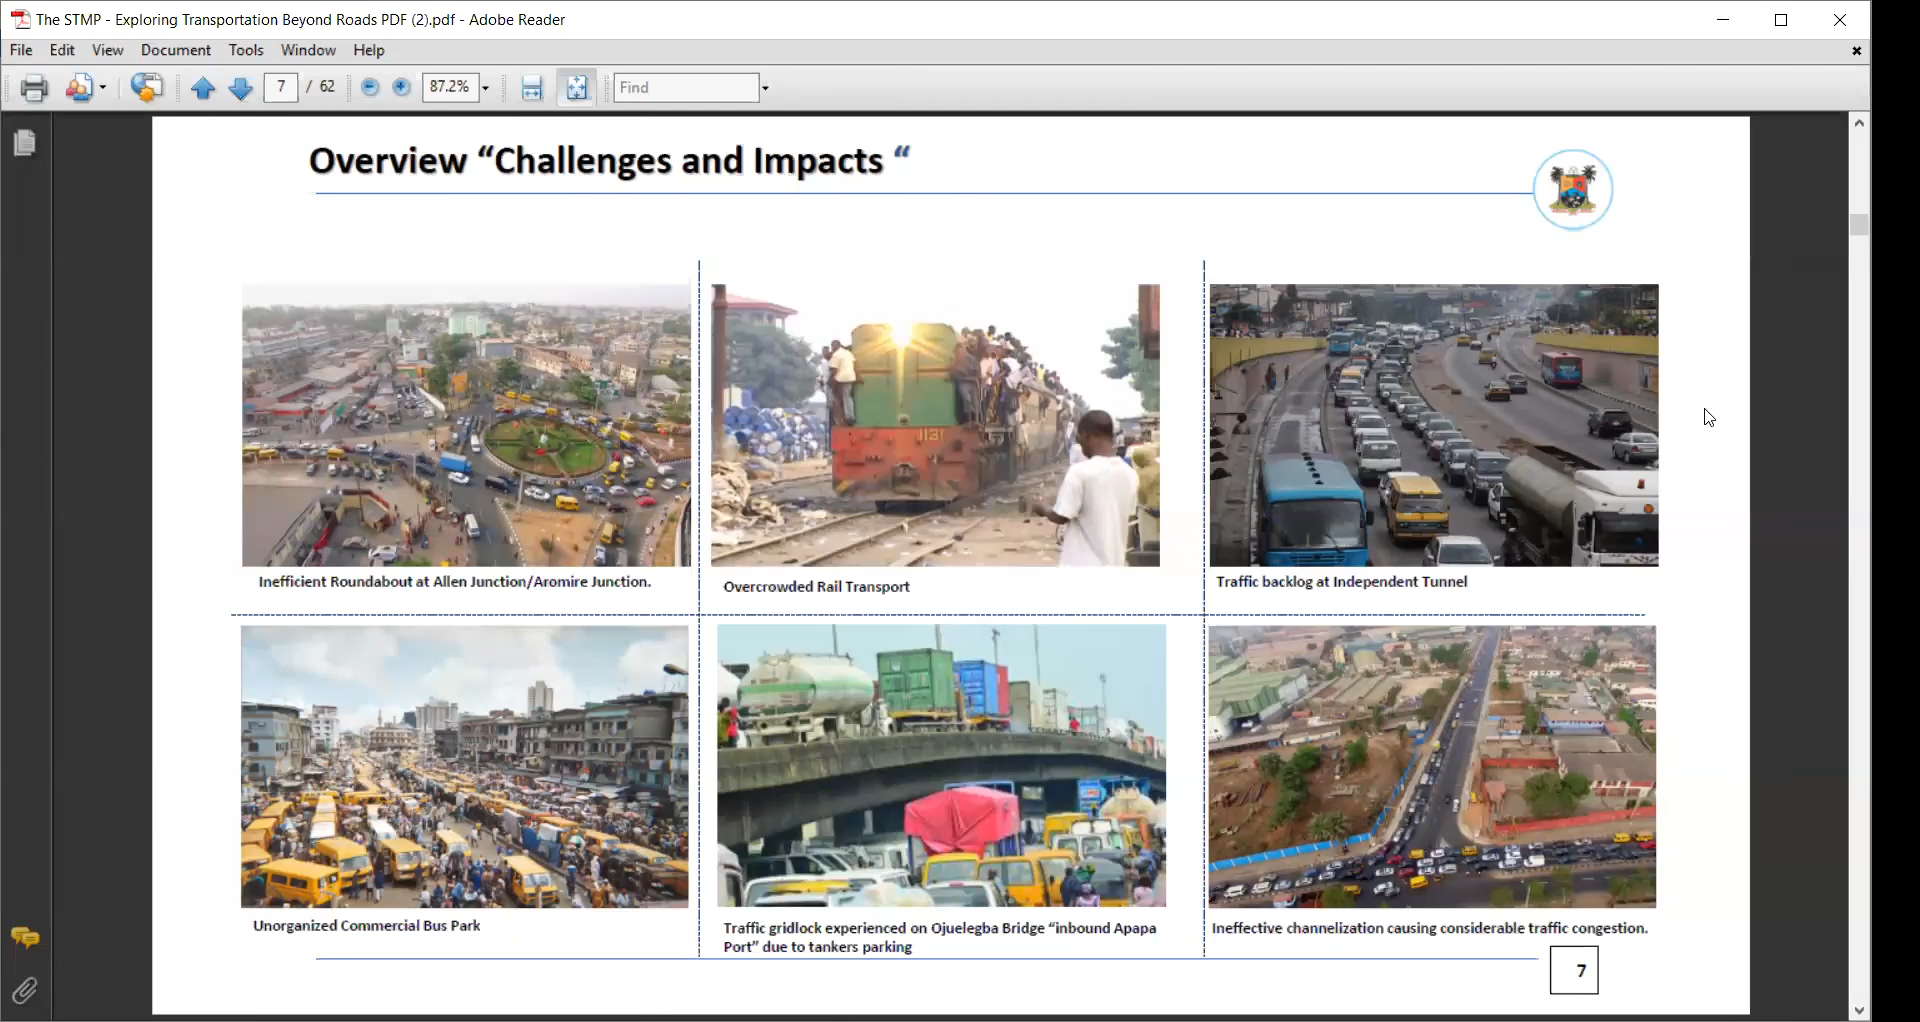 The STMP - Exploring Transportation Beyond Roads PDF (2).pdf - Adobe Reader
File Edit View Document Tools Window Help
7 / 62 87.2% Find
Overview “Challenges and Impacts “
Inefficient Roundabout at Allen Junction/Aromire Junction.
Overcrowded Rail Transport
1131
Traffic backlog at Independent Tunnel
Unorganized Commercial Bus Park
Traffic gridlock experienced on Ojuelegba Bridge “inbound Apapa
Port” due to tankers parking
Ineffective channelization causing considerable traffic congestion.
7